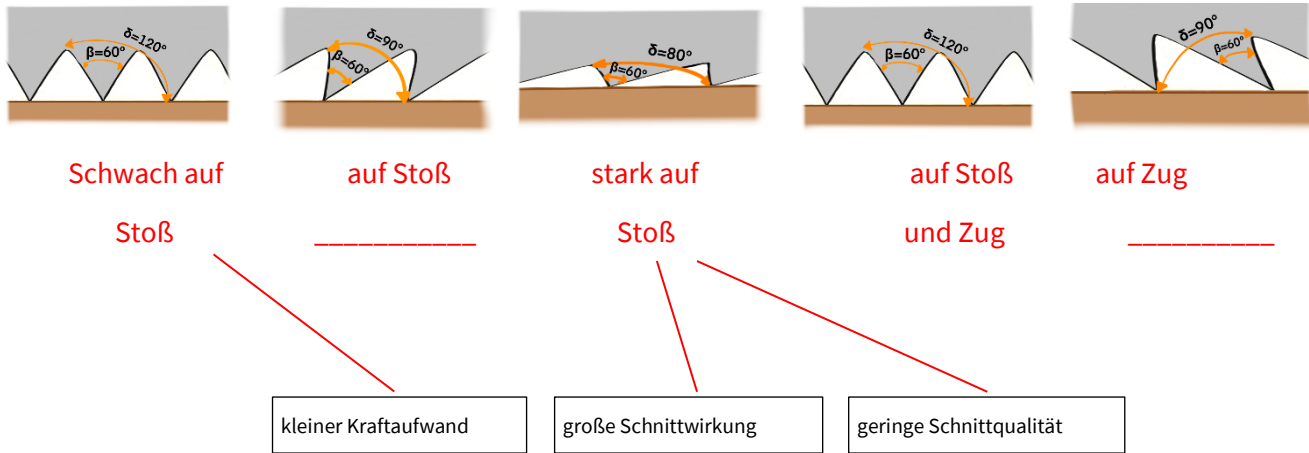 δ=120°
β=60°
δ=90°
β=60°
δ=80°
β=60°
δ=120°
β=60°
δ=90°
β=60°
Schwach auf
Stoß
auf Stoß
___________
stark auf
Stoß
auf Stoß
und Zug
auf Zug
__________
kleiner Kraftaufwand
große Schnittwirkung
geringe Schnittqualität